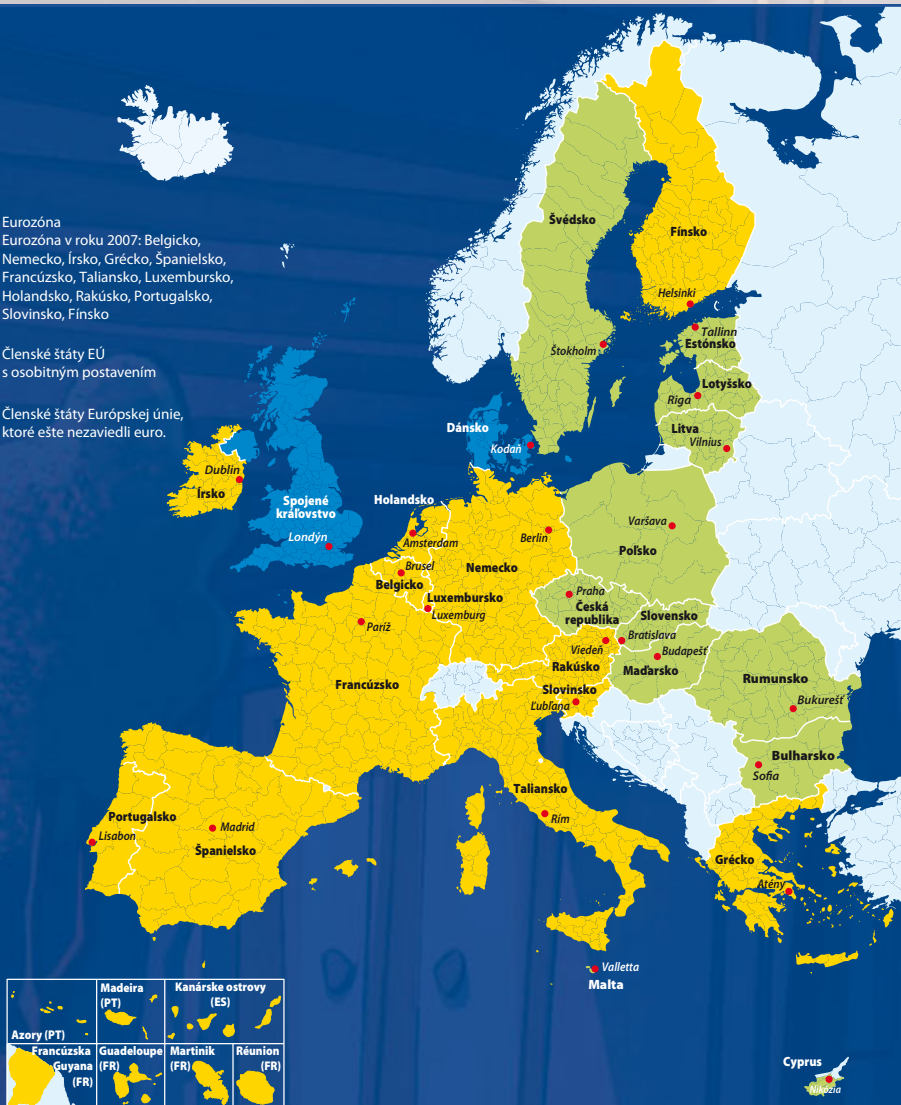 Eurozóna
Eurozóna v roku 2007: Belgicko,
Nemecko, Írsko, Grécko, Španielsko,
Francúzsko, Taliansko, Luxembursko,
Holandsko, Rakúsko, Portugalsko,
Slovinsko, Fínsko
Členské štáty EÚ
s osobitným postavením
Členské štáty Európskej únie,
ktoré ešte nezaviedli euro.
Švédsko
Fínsko
Helsinki
Tallinn
Estónsko
Štokholm
Lotyšsko
Riga
Litva
Vilnius
Dánsko
Kodaň
Dublin
Írsko
Spojené
kráľovstvo
Londýn
Holandsko
Amsterdam
Berlin
Nemecko
Varšava
Poľsko
Brusel
Belgicko
Luxembursko
Luxemburg
Praha
Česká
republika
Slovensko
Bratislava
Paríž
Viedeň
Rakúsko
Budapešť
Maďarsko
Francúzsko
Slovinsko
Ľubľana
Rumunsko
Bukurešť
Bulharsko
Sofia
Taliansko
Rím
Portugalsko
Lisabon
Madrid
Španielsko
Grécko
Atény
Valletta
Malta
Azory (PT)
Madeira
(PT)
Kanárske ostrovy
(ES)
Francúzska
Guyana
(FR)
Guadeloupe
(FR)
Martinik
(FR)
Réunion
(FR)
Cyprus
Nikózia